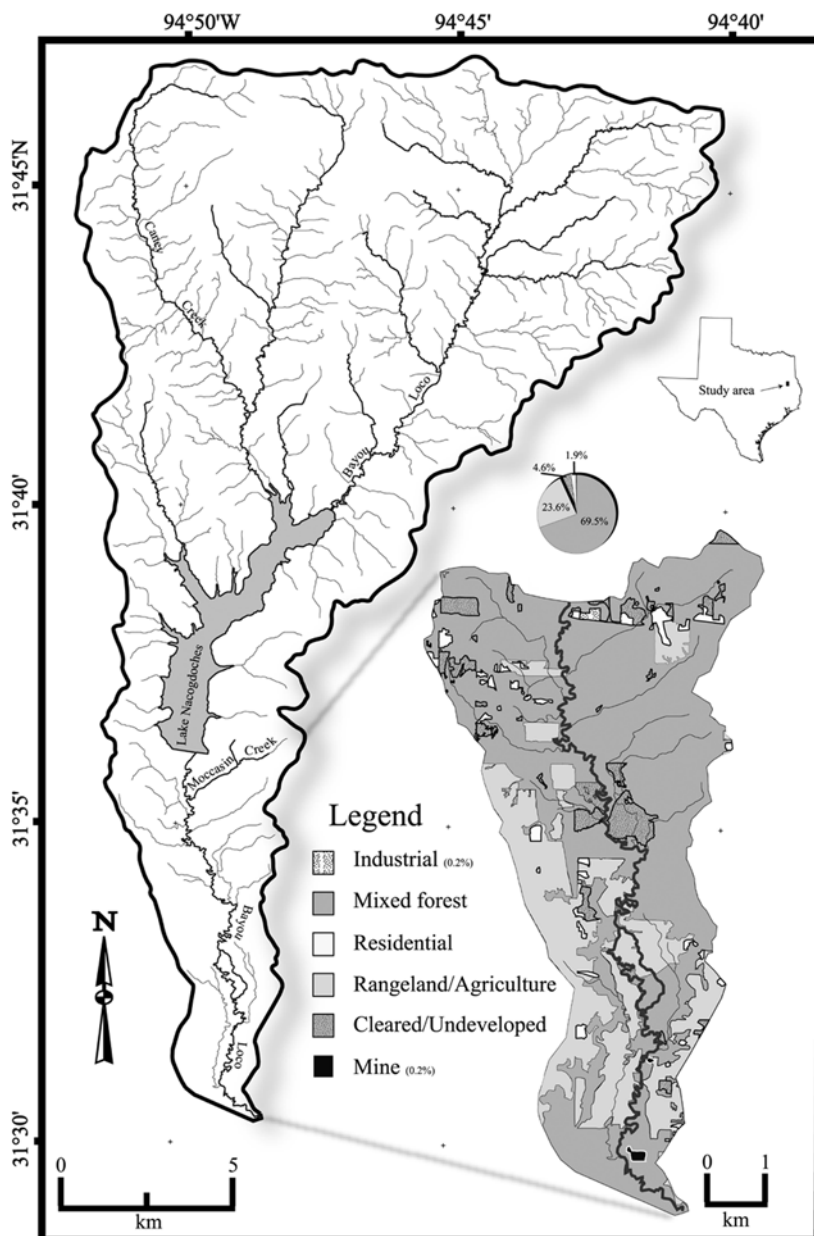 94°50'W
94°45'
94°40'
31°45'N
31°40'
31°35'
31°30'
Caney
Creek
Loco
Bayou
Lake Nacogdoches
Moccasin Creek
Bayou
Loco
N
0 5
km
Study area
4.6%
1.9%
23.6%
69.5%
Legend
Industrial (0.2%)
Mixed forest
Residential
Rangeland/Agriculture
Cleared/Undeveloped
Mine (0.2%)
0 1
km